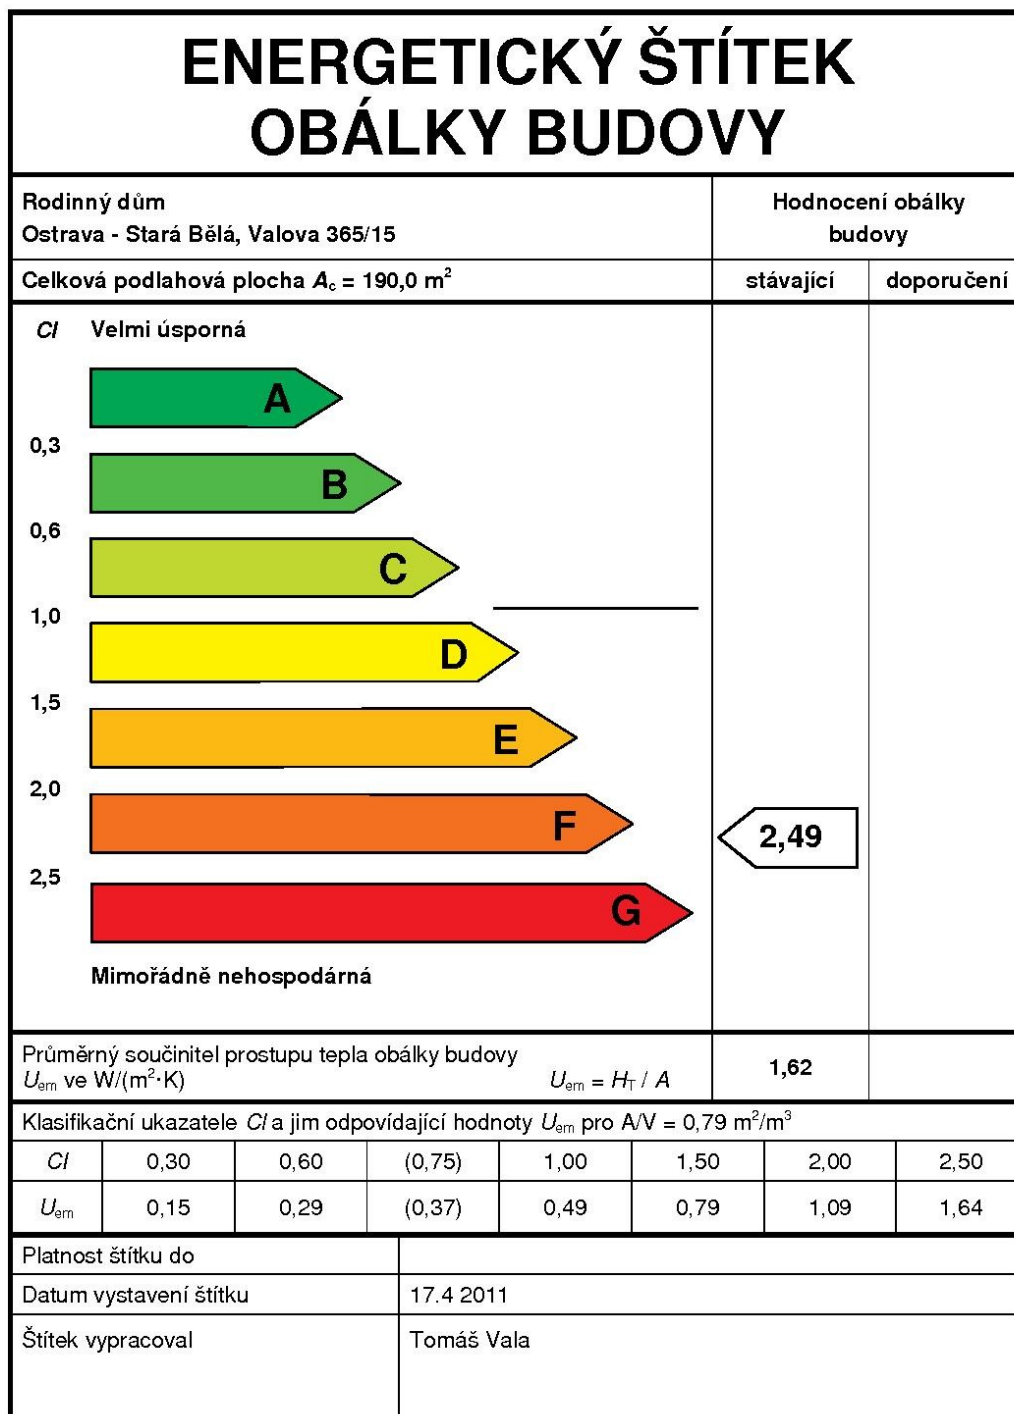 ENERGETICKÝ ŠTÍTEK
OBÁLKY BUDOVY
Rodinný dům
Ostrava - Stará Bělá, Valova 365/15
Hodnocení obálky
budovy
Celková podlahová plocha Ac = 190,0 m²
stávající
doporučení
CI Velmi úsporná
A
0,3
B
0,6
C
1,0
D
1,5
E
2,0
F
2,49
2,5
G
Mimořádně nehospodárná
Průměrný součinitel prostupu tepla obálky budovy
Uem ve W/(m²·K) Uem = HT / A
1,62
Klasifikační ukazatele CI a jim odpovídající hodnoty Uem pro A/V = 0,79 m²/m³
CI 0,30 0,60 (0,75) 1,00 1,50 2,00 2,50
Uem 0,15 0,29 (0,37) 0,49 0,79 1,09 1,64
Platnost štítku do
Datum vystavení štítku 17.4 2011
Štítek vypracoval Tomáš Vala